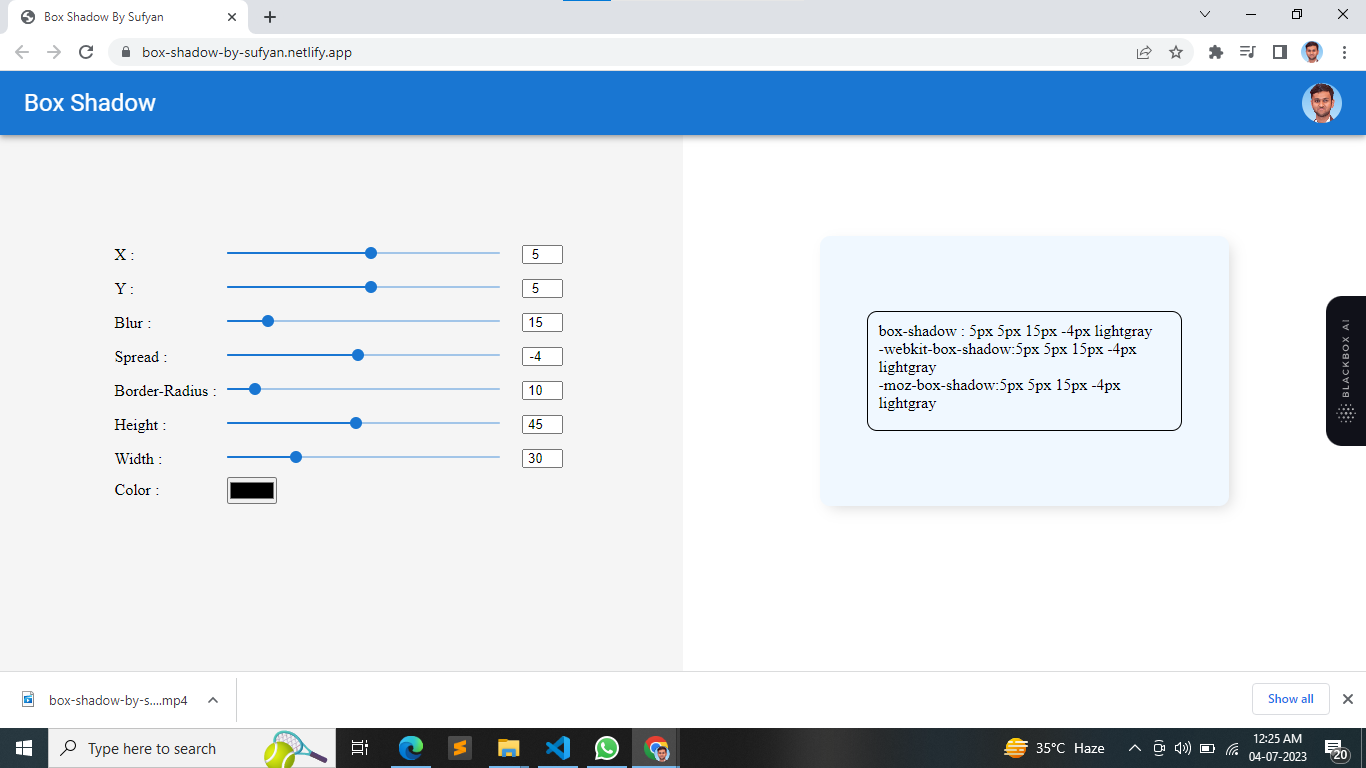 Box Shadow By Sufyan
box-shadow-by-sufyan.netlify.app
Box Shadow
X : 5
Y : 5
Blur : 15
Spread : -4
Border-Radius : 10
Height : 45
Width : 30
Color :
box-shadow : 5px 5px 15px -4px lightgray
-webkit-box-shadow:5px 5px 15px -4px
lightgray
-moz-box-shadow:5px 5px 15px -4px
lightgray
BLACKBOX AI
box-shadow-by-s....mp4
Show all
Type here to search
35°C Haze
12:25 AM
04-07-2023
20